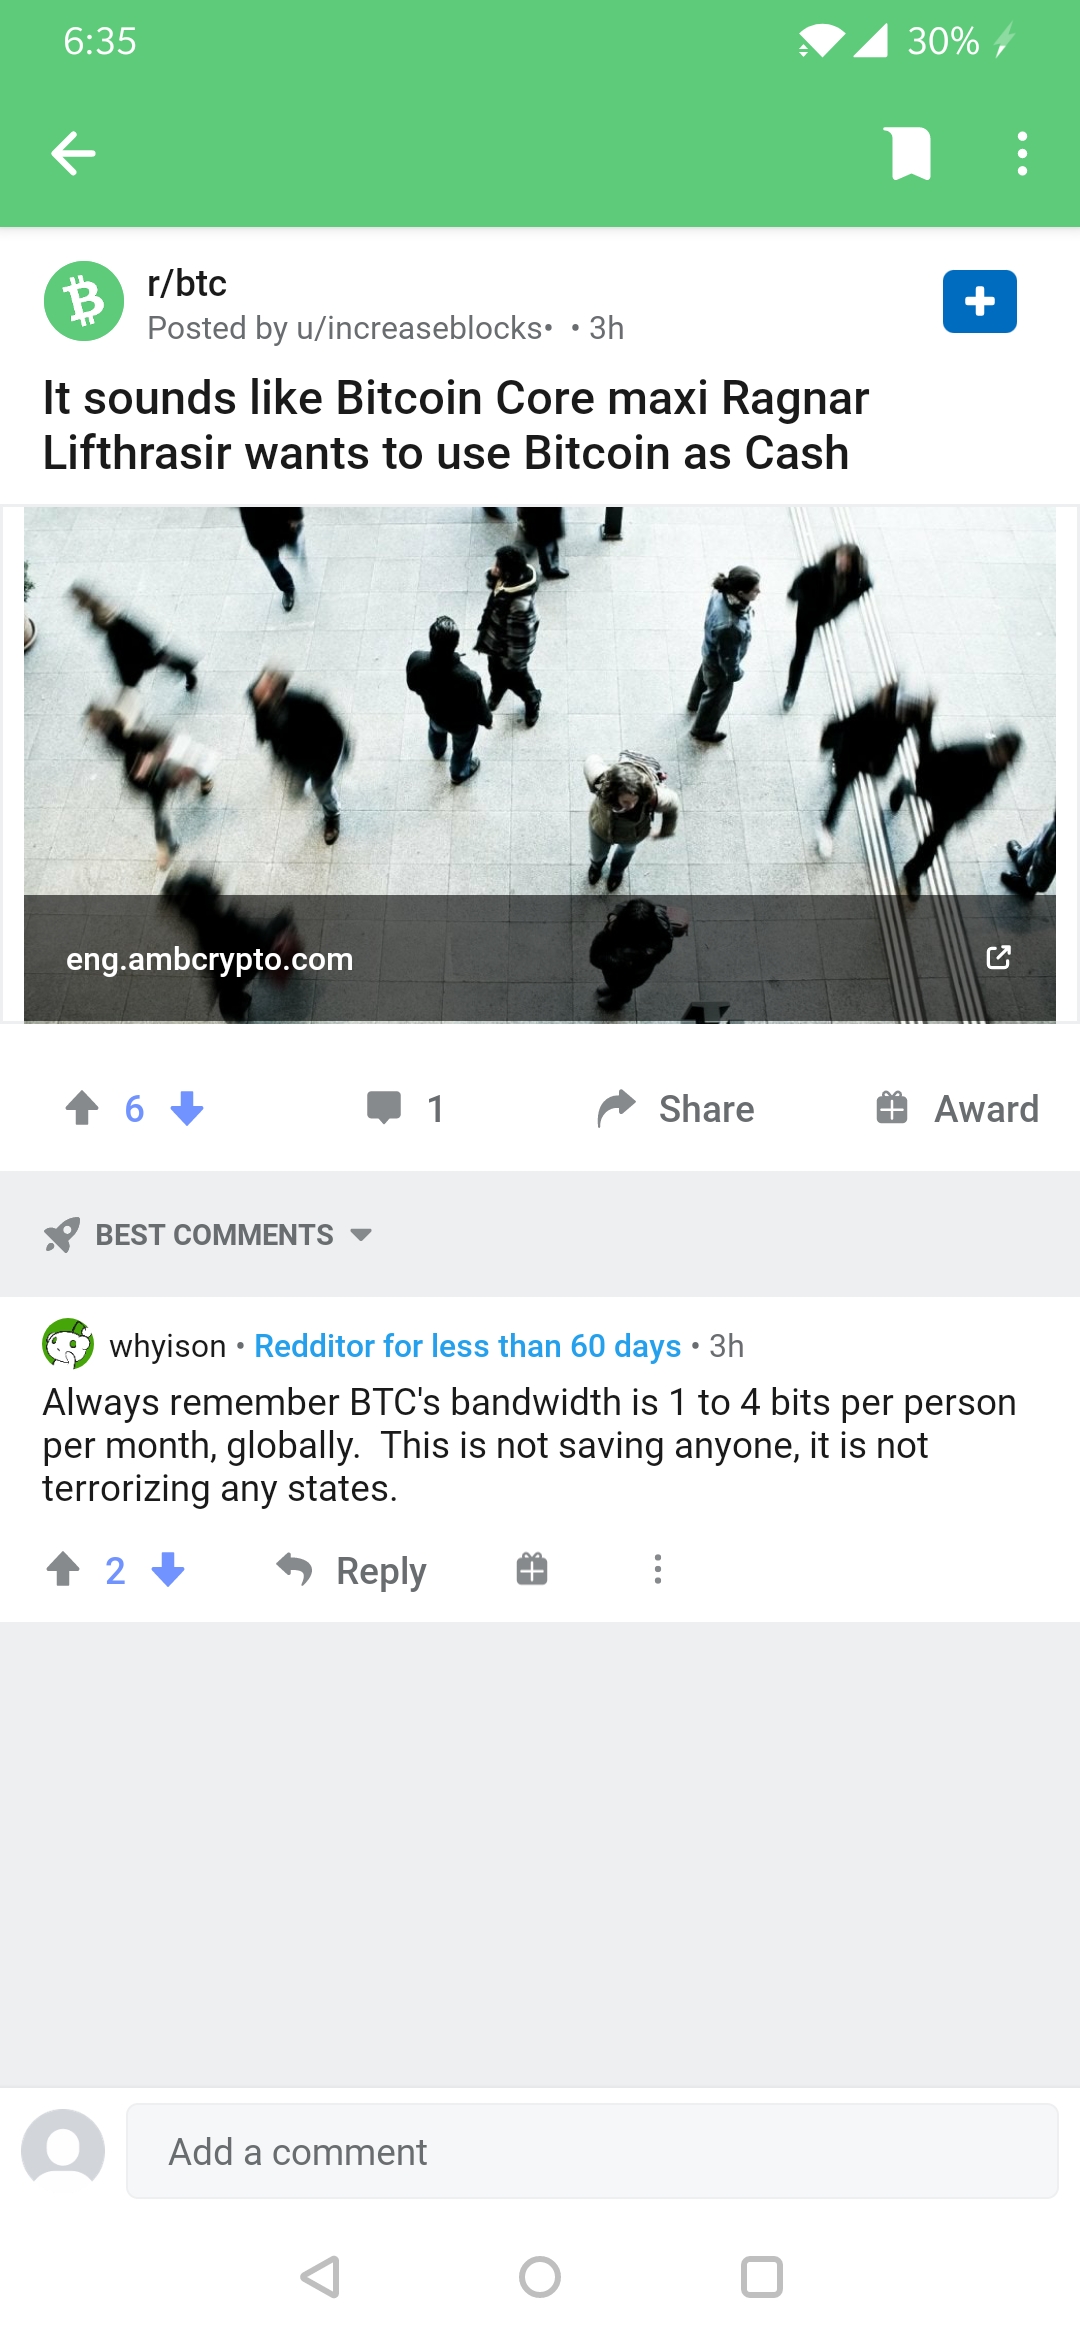 6:35
30%
r/btc
Posted by u/increaseblocks• • 3h
It sounds like Bitcoin Core maxi Ragnar
Lifthrasir wants to use Bitcoin as Cash
eng.ambcrypto.com
6
1
Share
Award
BEST COMMENTS
whyison • Redditor for less than 60 days • 3h
Always remember BTC's bandwidth is 1 to 4 bits per person
per month, globally.  This is not saving anyone, it is not
terrorizing any states.
2
Reply
Add a comment